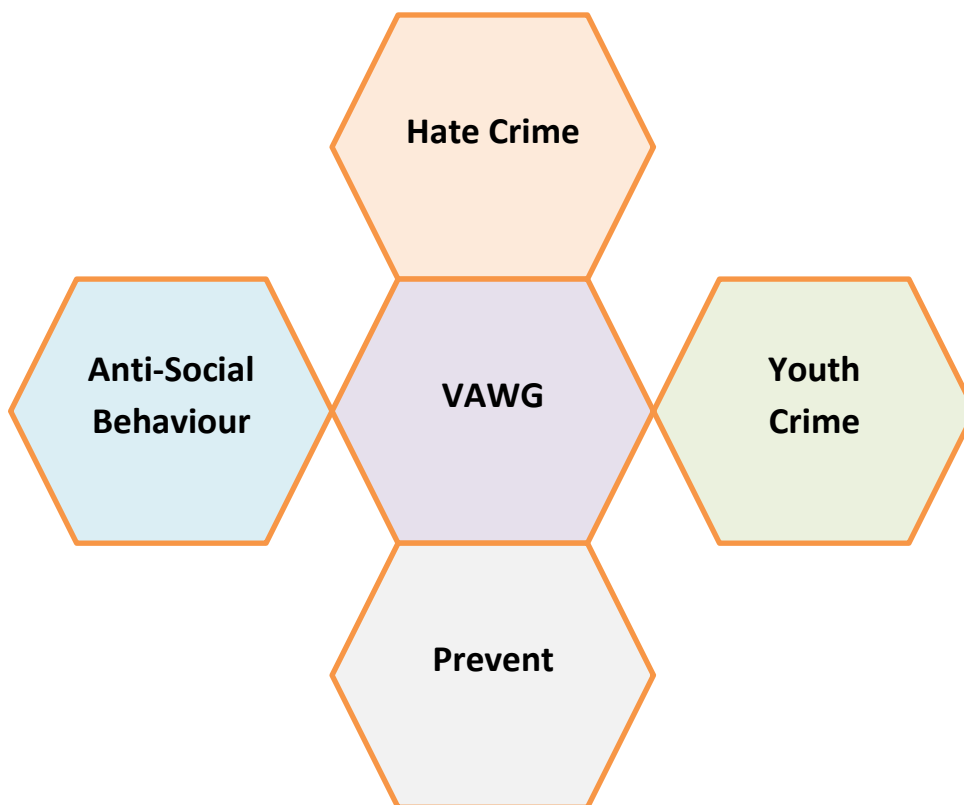 Hate Crime
Anti-Social
Behaviour
VAWG
Youth
Crime
Prevent